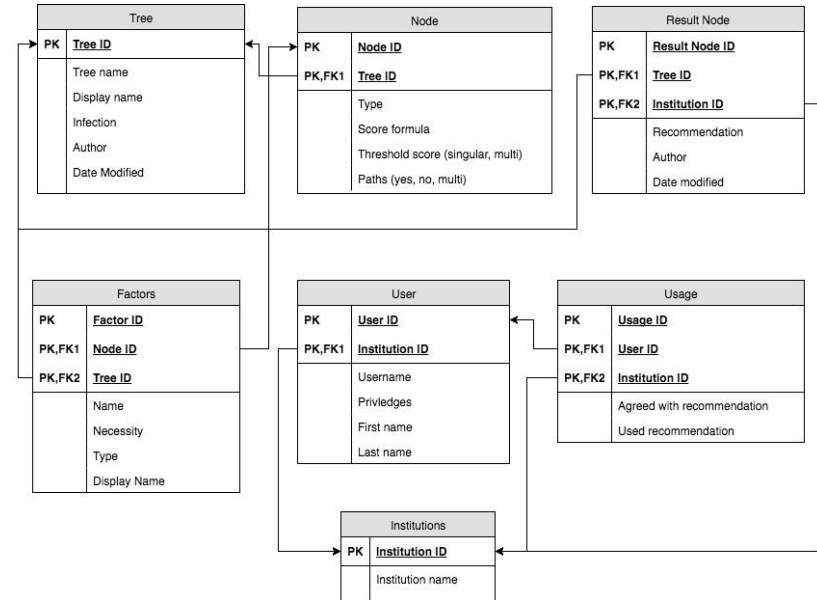 Tree
PK Tree ID
Tree name
Display name
Infection
Author
Date Modified
Node
PK Node ID
PK,FK1 Tree ID
Type
Score formula
Threshold score (singular, multi)
Paths (yes, no, multi)
Result Node
PK Result Node ID
PK,FK1 Tree ID
PK,FK2 Institution ID
Recommendation
Author
Date modified
Factors
PK Factor ID
PK,FK1 Node ID
PK,FK2 Tree ID
Name
Necessity
Type
Display Name
User
PK User ID
PK,FK1 Institution ID
Username
Privledges
First name
Last name
Usage
PK Usage ID
PK,FK1 User ID
PK,FK2 Institution ID
Agreed with recommendation
Used recommendation
Institutions
PK Institution ID
Institution name